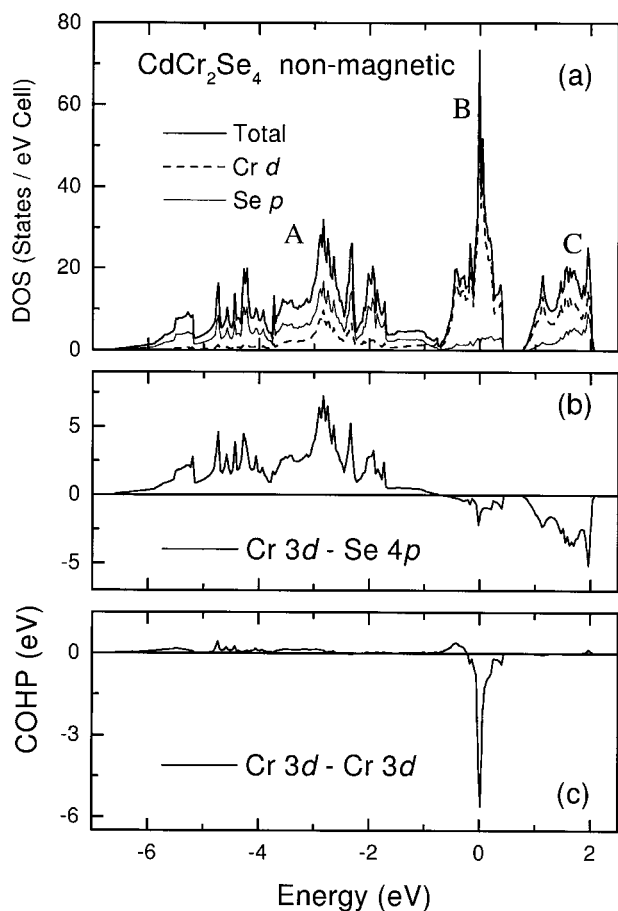 80
60
40
20
0
DOS (States / eV Cell)
CdCr₂Se₄ non-magnetic
(a)
Total
Cr d
Se p
A
B
C
5
0
-5
(b)
Cr 3d - Se 4p
0
-3
-6
COHP (eV)
Cr 3d - Cr 3d
(c)
-6
-4
-2
0
2
Energy (eV)